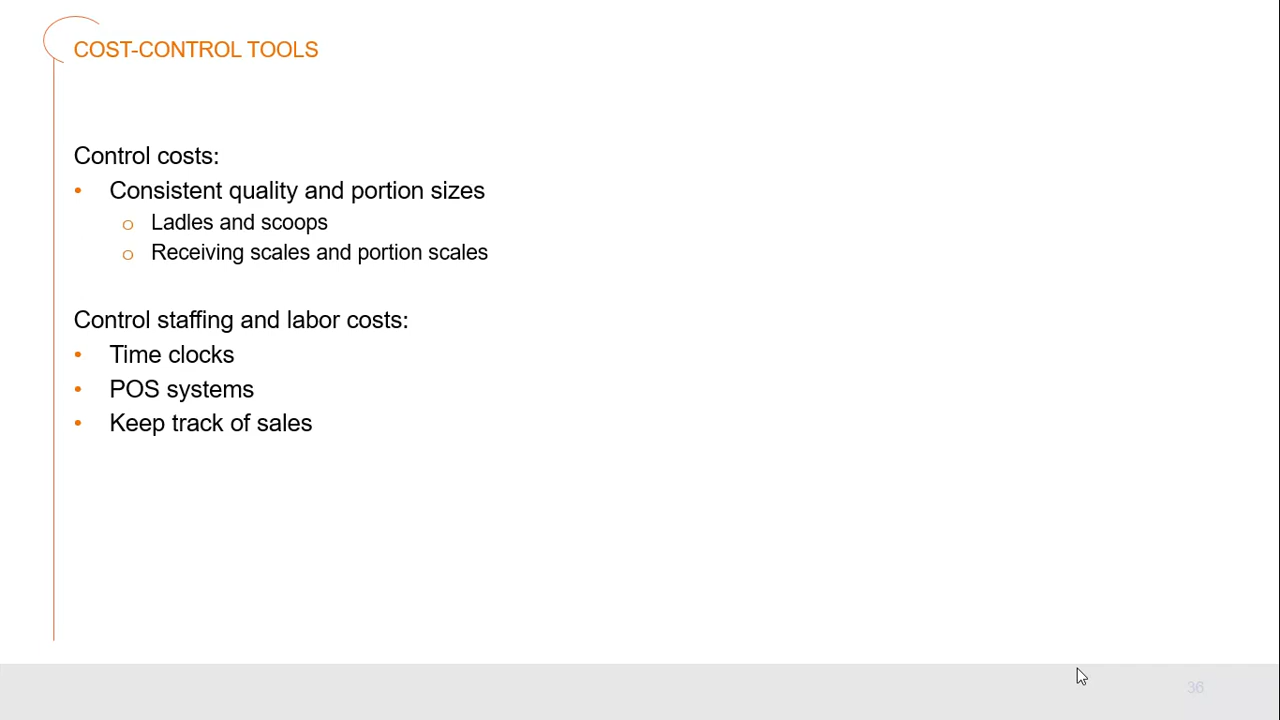 COST-CONTROL TOOLS
Control costs:
• Consistent quality and portion sizes
o Ladles and scoops
o Receiving scales and portion scales
Control staffing and labor costs:
• Time clocks
• POS systems
• Keep track of sales
36